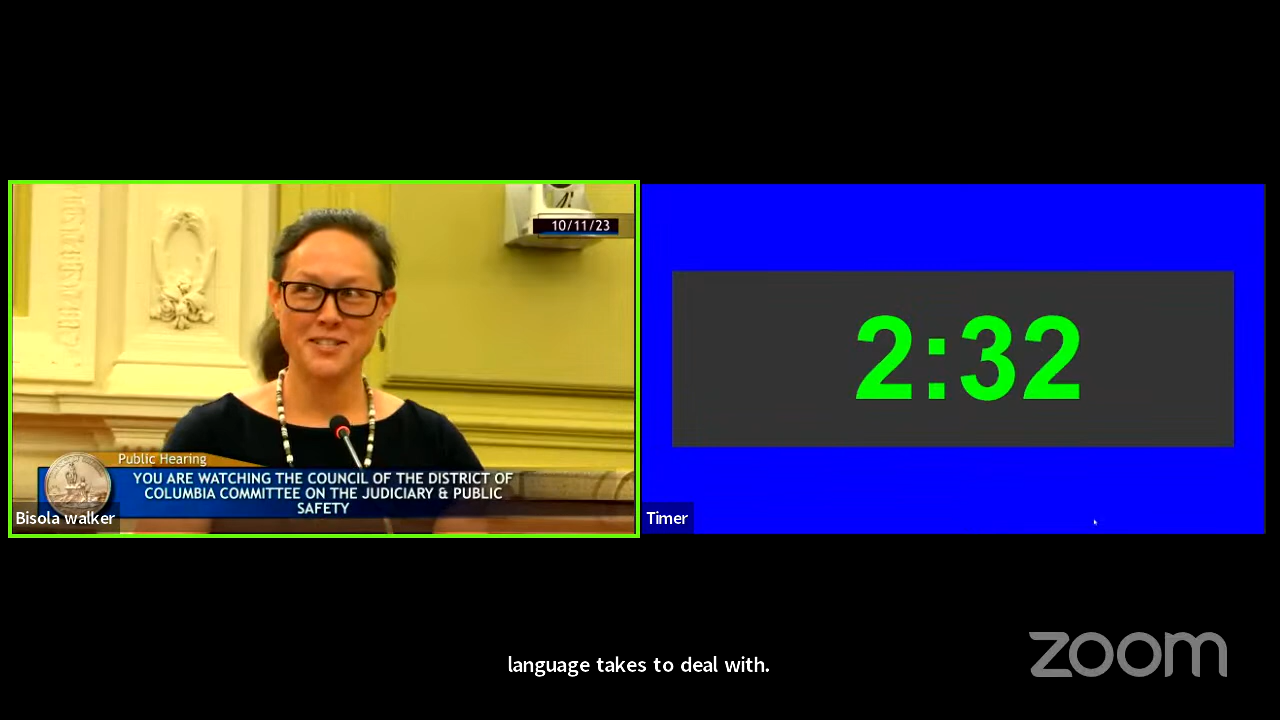 10/11/23
Public Hearing
YOU ARE WATCHING THE COUNCIL OF THE DISTRICT OF
COLUMBIA COMMITTEE ON THE JUDICIARY & PUBLIC
SAFETY
Bisola walker
2:32
Timer
language takes to deal with.
zoom